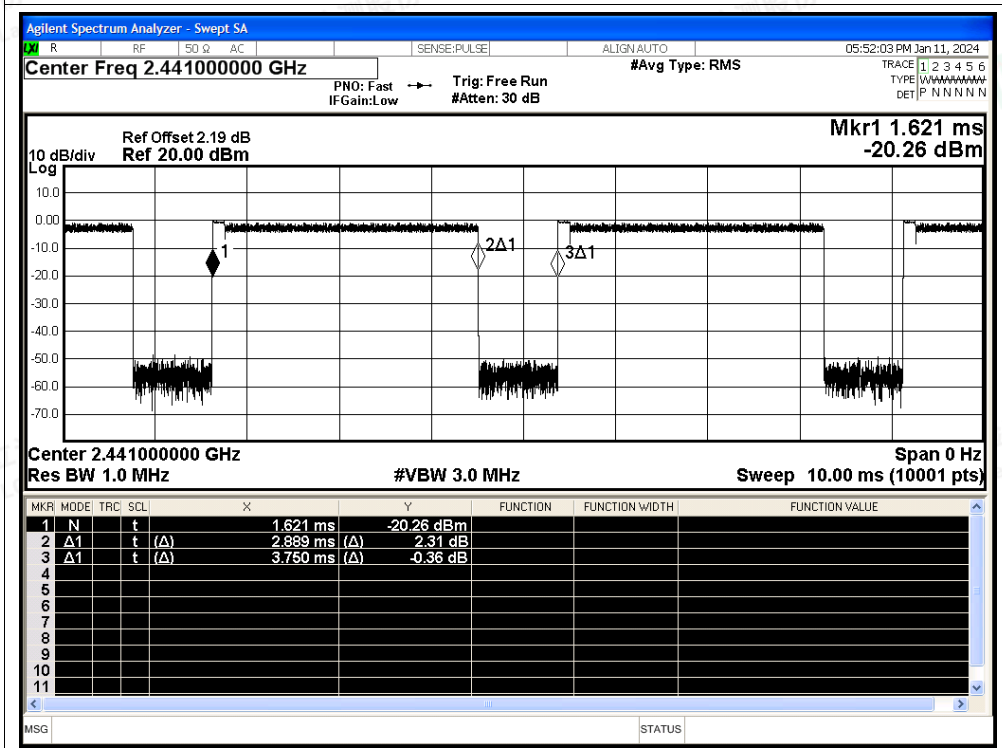 Agilent Spectrum Analyzer - Swept SA
LXI R RF 50 Ω AC SENSE:PULSE ALIGN AUTO 05:52:03 PM Jan 11, 2024
Center Freq 2.441000000 GHz #Avg Type: RMS TRACE 1 2 3 4 5 6
PNO: Fast Trig: Free Run TYPE WWWWWW
IFGain:Low #Atten: 30 dB DET P N N N N N
Mkr1 1.621 ms
Ref Offset 2.19 dB
10 dB/div Ref 20.00 dBm -20.26 dBm
Log
10.0
0.00
-10.0
-20.0
-30.0
-40.0
-50.0
-60.0
-70.0
1
2Δ1
3Δ1
Center 2.441000000 GHz Span 0 Hz
Res BW 1.0 MHz #VBW 3.0 MHz Sweep 10.00 ms (10001 pts)
MKR MODE TRC SCL X Y FUNCTION FUNCTION WIDTH FUNCTION VALUE
1 N t 1.621 ms -20.26 dBm
2 Δ1 t (Δ) 2.889 ms (Δ) 2.31 dB
3 Δ1 t (Δ) 3.750 ms (Δ) -0.36 dB
4
5
6
7
8
9
10
11
MSG STATUS